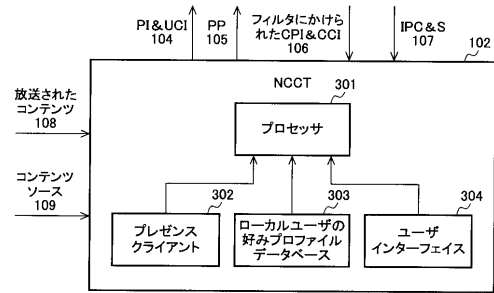 PI&UCI
104
PP
105
フィルタにかけ
られたCPI&CCI
106
IPC&S
107
102
放送された
コンテンツ
108
コンテンツ
ソース
109
NCCT
301
プロセッサ
302
プレゼンス
クライアント
303
ローカルユーザの
好みプロファイル
データベース
304
ユーザ
インターフェイス